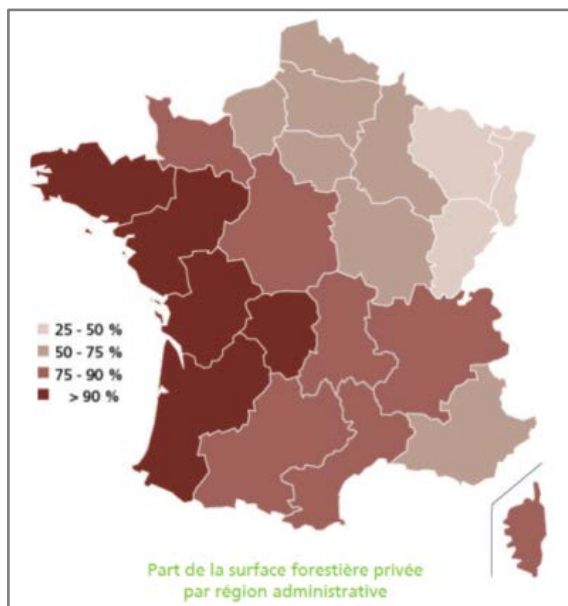 25 - 50 %
50 - 75 %
75 - 90 %
> 90 %
Part de la surface forestière privée
par région administrative